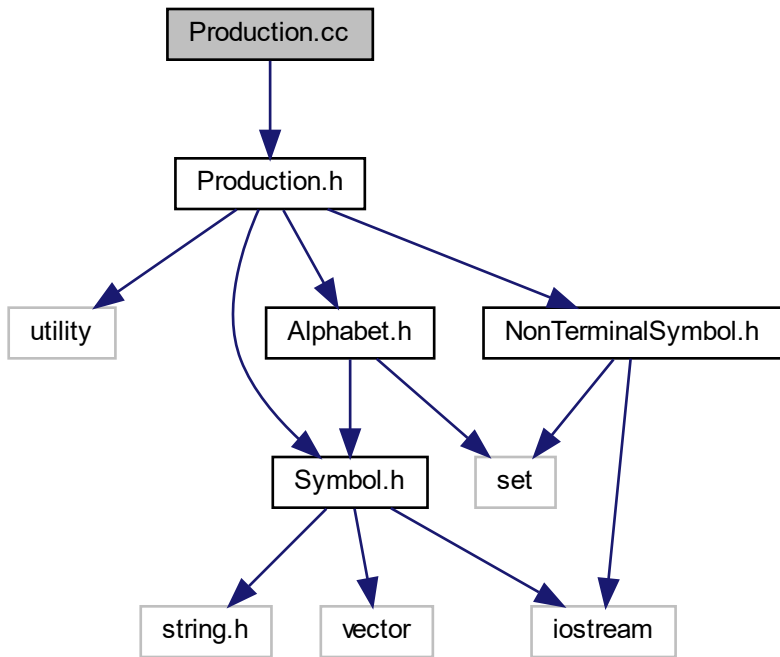 Production.cc
Production.h
utility
Alphabet.h
NonTerminalSymbol.h
Symbol.h
set
string.h
vector
iostream